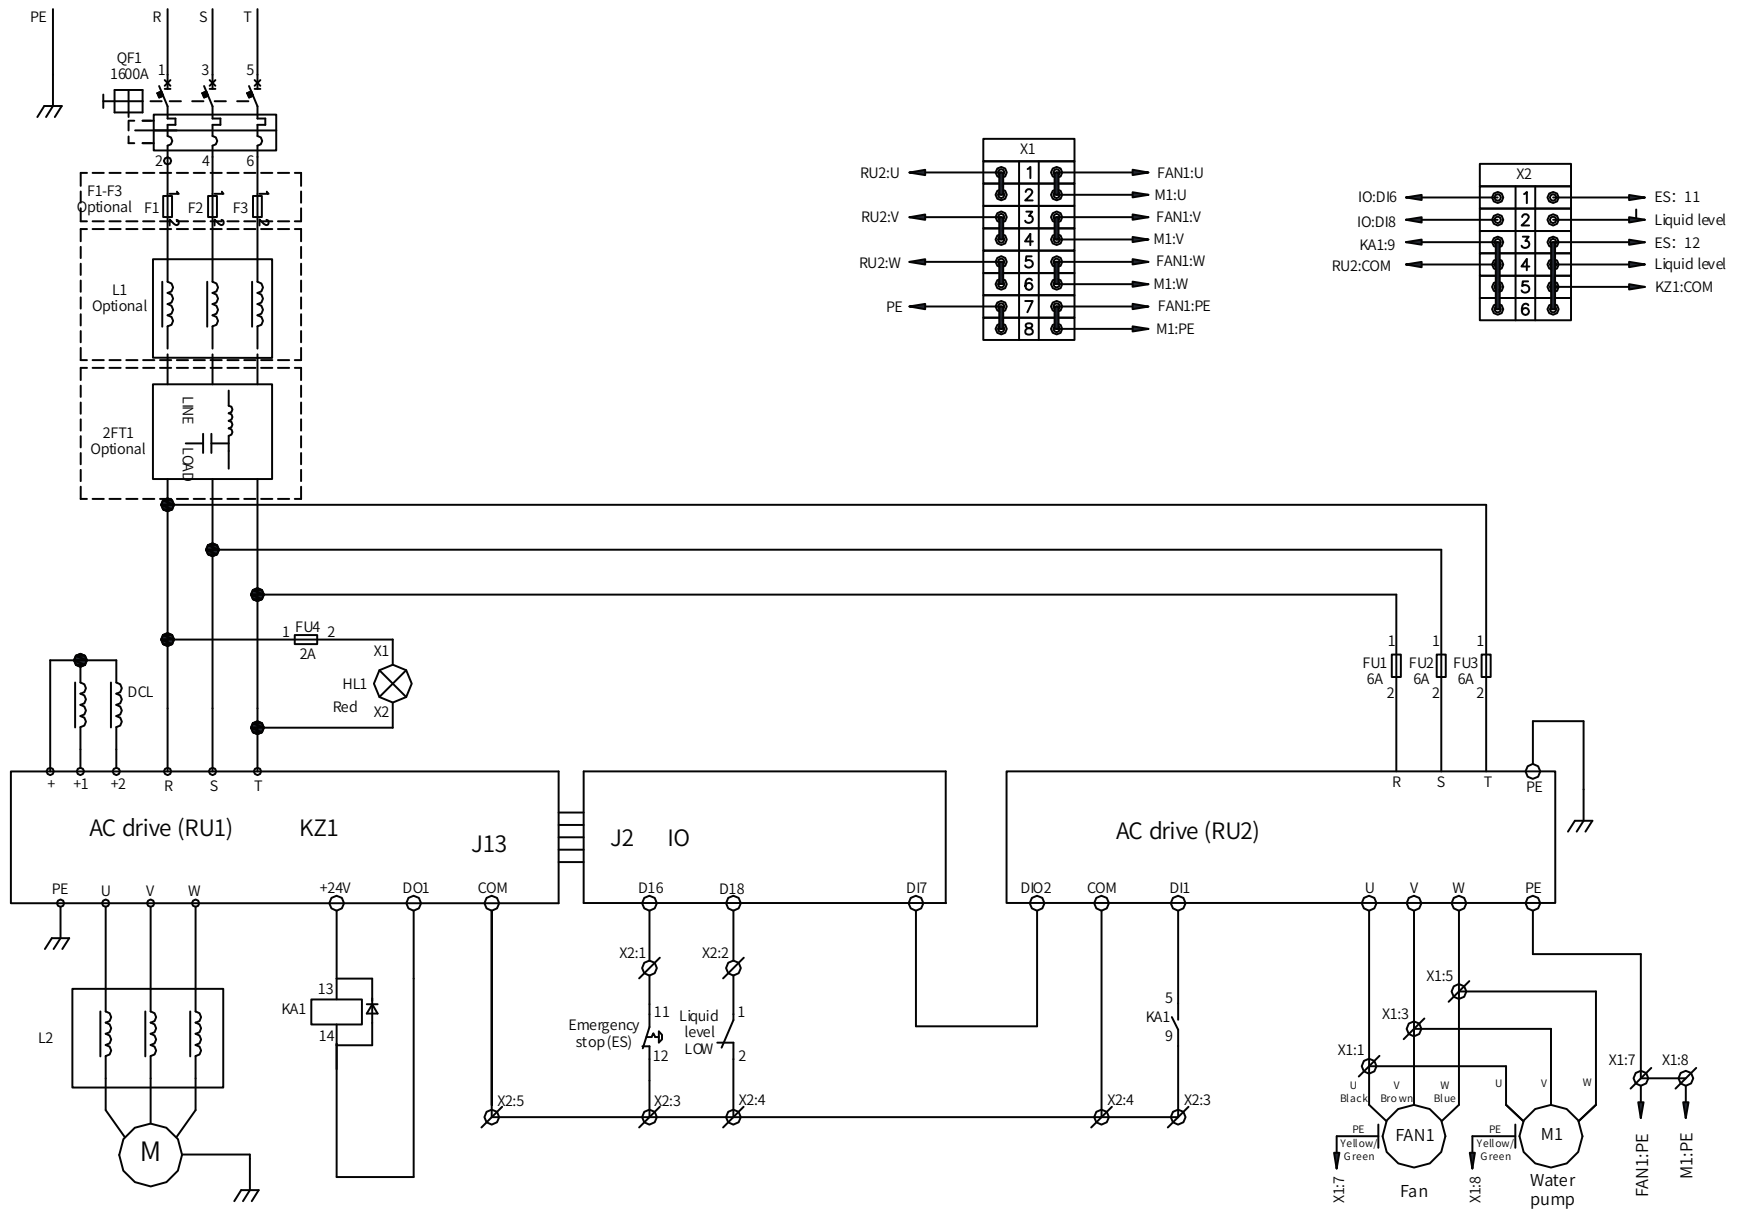 PE
R
S
T
QF1
1600A
1
3
5
2
4
6
F1-F3
Optional
F1
F2
F3
1
1
1
2
2
2
L1
Optional
2FT1
Optional
LINE
LOAD
X1
RU2:U
1
FAN1:U
2
M1:U
RU2:V
3
FAN1:V
4
M1:V
RU2:W
5
FAN1:W
6
M1:W
PE
7
FAN1:PE
8
M1:PE
X2
IO:DI6
1
ES: 11
IO:DI8
2
Liquid level
KA1:9
3
ES: 12
RU2:COM
4
Liquid level
5
KZ1:COM
6
1
FU4
2
2A
X1
HL1
Red
X2
DCL
1
1
1
FU1
6A
FU2
6A
FU3
6A
2
2
2
+
+1
+2
R
S
T
AC drive (RU1)
KZ1
J13
PE
U
V
W
+24V
DO1
COM
J2
IO
D16
D18
DI7
R
S
T
PE
AC drive (RU2)
DIO2
COM
DI1
U
V
W
PE
L2
M
13
KA1
14
X2:1
X2:2
11
Emergency
stop (ES)
12
1
Liquid
level
LOW
2
5
KA1
9
X2:5
X2:3
X2:4
X2:4
X2:3
X1:5
X1:3
X1:1
X1:7
X1:8
U
Black
V
Brown
W
Blue
U
V
W
PE
Yellow/
Green
FAN1
PE
Yellow/
Green
M1
X1:7
Fan
X1:8
Water
pump
FAN1:PE
M1:PE